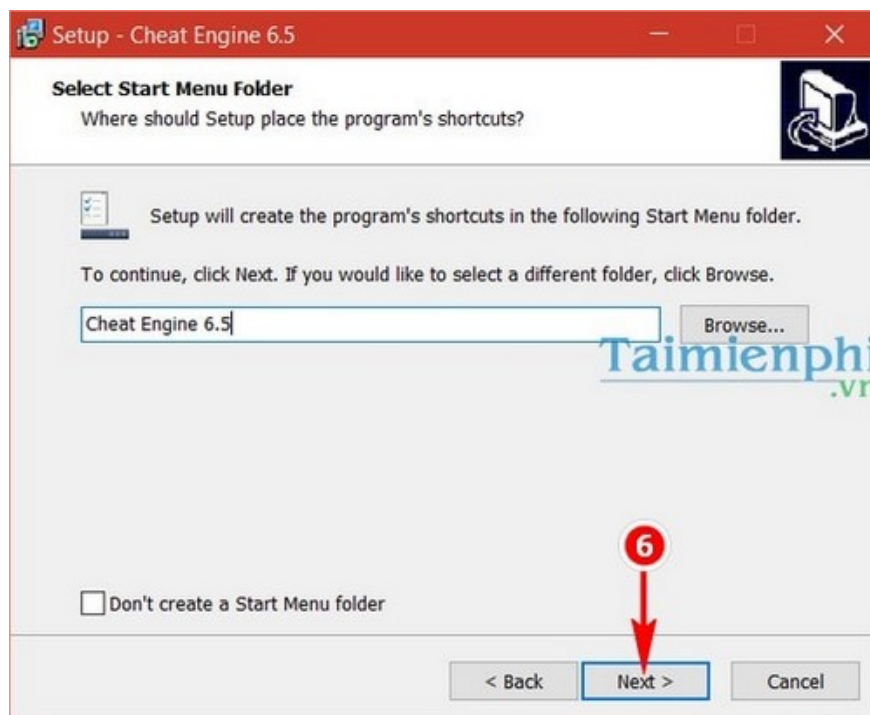 Setup - Cheat Engine 6.5
Select Start Menu Folder
Where should Setup place the program's shortcuts?
Setup will create the program's shortcuts in the following Start Menu folder.
To continue, click Next. If you would like to select a different folder, click Browse.
Cheat Engine 6.5
Browse...
Taimienphi
.vn
6
Don't create a Start Menu folder
< Back
Next >
Cancel